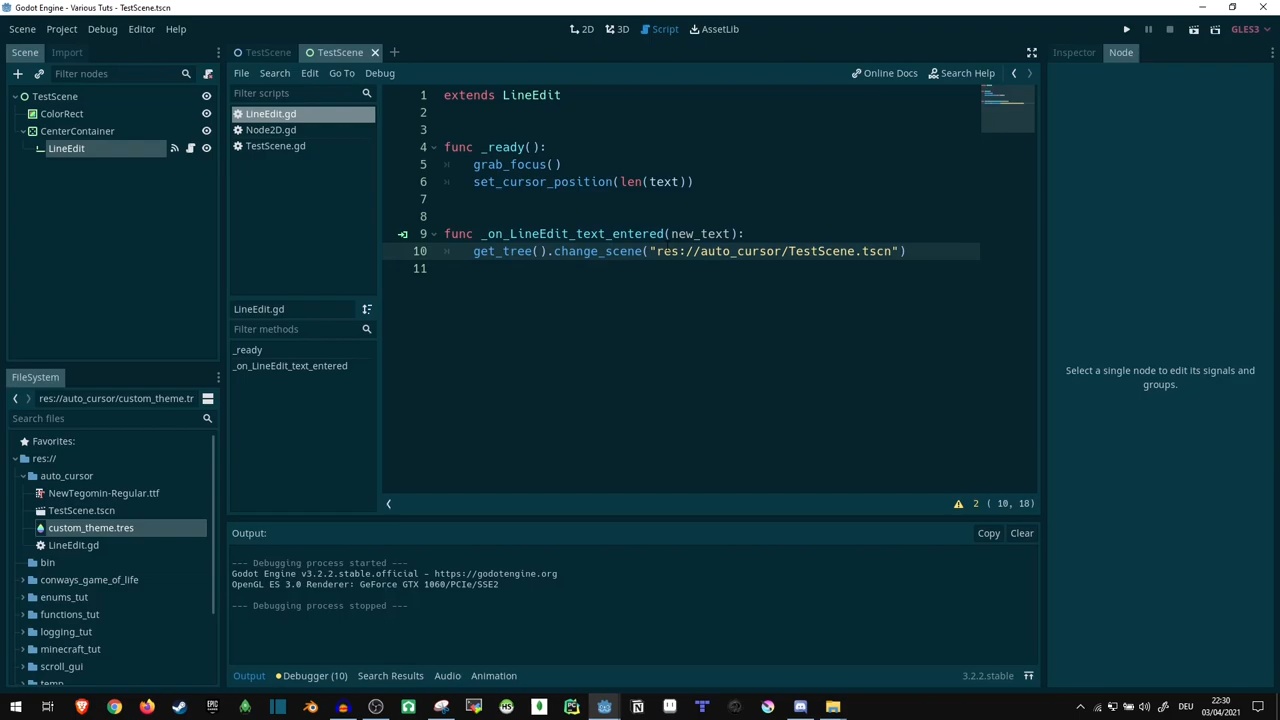 Godot Engine - Various Tuts - TestScene.tscn
Scene Project Debug Editor Help
2D 3D Script AssetLib
GLES3
Scene Import
TestScene TestScene
Inspector Node
Filter nodes
File Search Edit Go To Debug
Online Docs Search Help
TestScene
ColorRect
CenterContainer
LineEdit
Filter scripts
LineEdit.gd
Node2D.gd
TestScene.gd
LineEdit.gd
Filter methods
_ready
_on_LineEdit_text_entered
1 extends LineEdit
2
3
4 func _ready():
5 grab_focus()
6 set_cursor_position(len(text))
7
8
9 func _on_LineEdit_text_entered(new_text):
10 get_tree().change_scene("res://auto_cursor/TestScene.tscn")
11
2 ( 10, 18)
Select a single node to edit its signals and
groups.
FileSystem
res://auto_cursor/custom_theme.tr
Search files
Favorites:
res://
auto_cursor
NewTegomin-Regular.ttf
TestScene.tscn
custom_theme.tres
LineEdit.gd
bin
conways_game_of_life
enums_tut
functions_tut
logging_tut
minecraft_tut
scroll_gui
temp
Output:
Copy Clear
--- Debugging process started ---
Godot Engine v3.2.2.stable.official - https://godotengine.org
OpenGL ES 3.0 Renderer: GeForce GTX 1060/PCIe/SSE2
--- Debugging process stopped ---
Output Debugger (10) Search Results Audio Animation
3.2.2.stable
DEU
22:30
03/04/2021